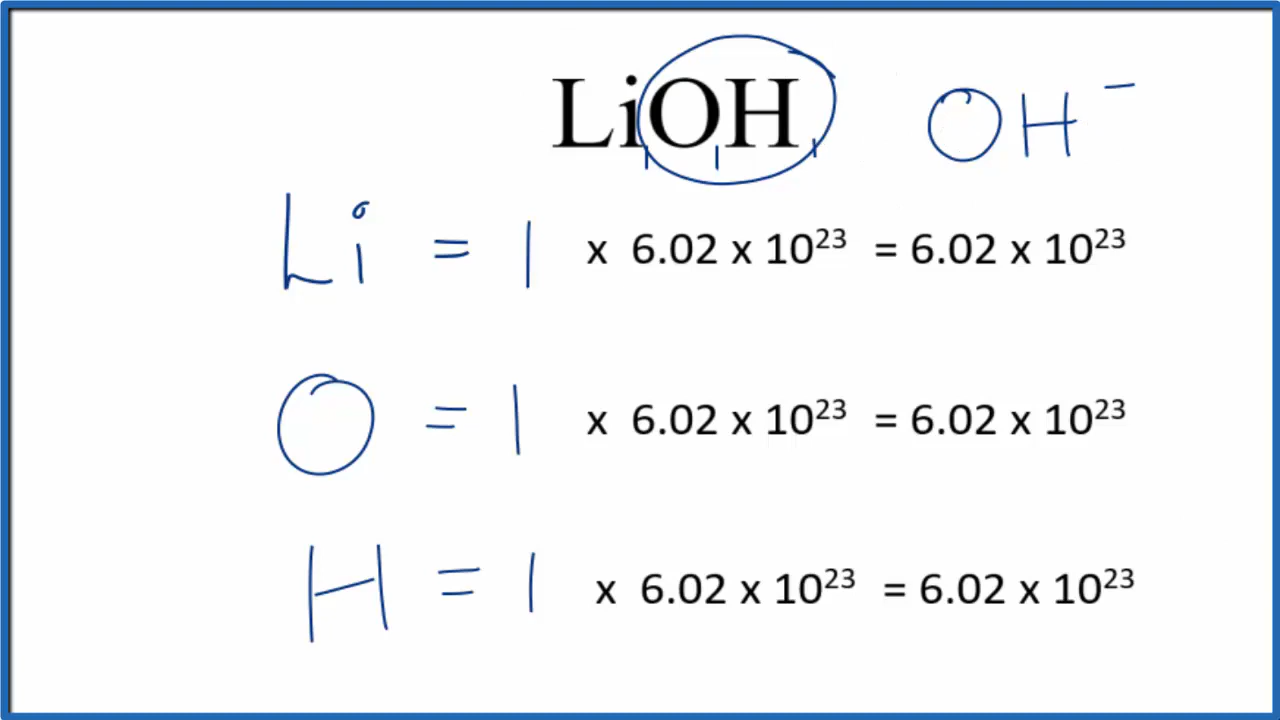 LiOH OH⁻
Li = 1 x 6.02 x 10²³ = 6.02 x 10²³
O = 1 x 6.02 x 10²³ = 6.02 x 10²³
H = 1 x 6.02 x 10²³ = 6.02 x 10²³